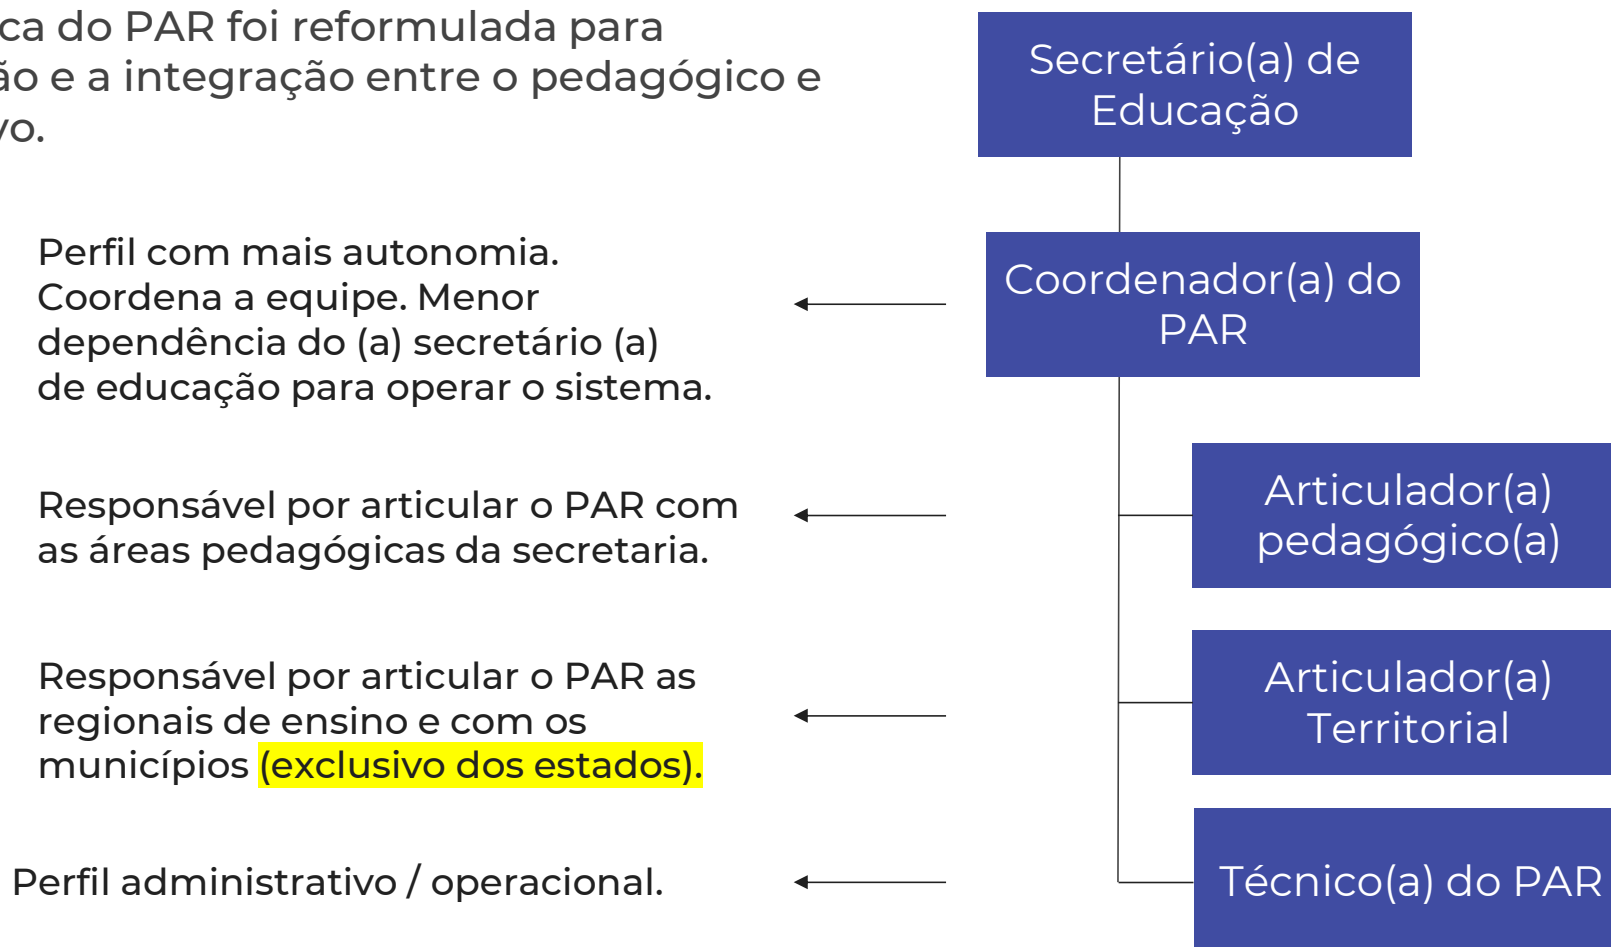 do PAR foi reformulada para
e a integração entre o pedagógico e
Secretário(a) de
Educação
Perfil com mais autonomia.
Coordena a equipe. Menor
dependência do (a) secretário (a)
de educação para operar o sistema.
Coordenador(a) do
PAR
Responsável por articular o PAR com
as áreas pedagógicas da secretaria.
Articulador(a)
pedagógico(a)
Responsável por articular o PAR as
regionais de ensino e com os
municípios (exclusivo dos estados).
Articulador(a)
Territorial
Perfil administrativo / operacional.
Técnico(a) do PAR